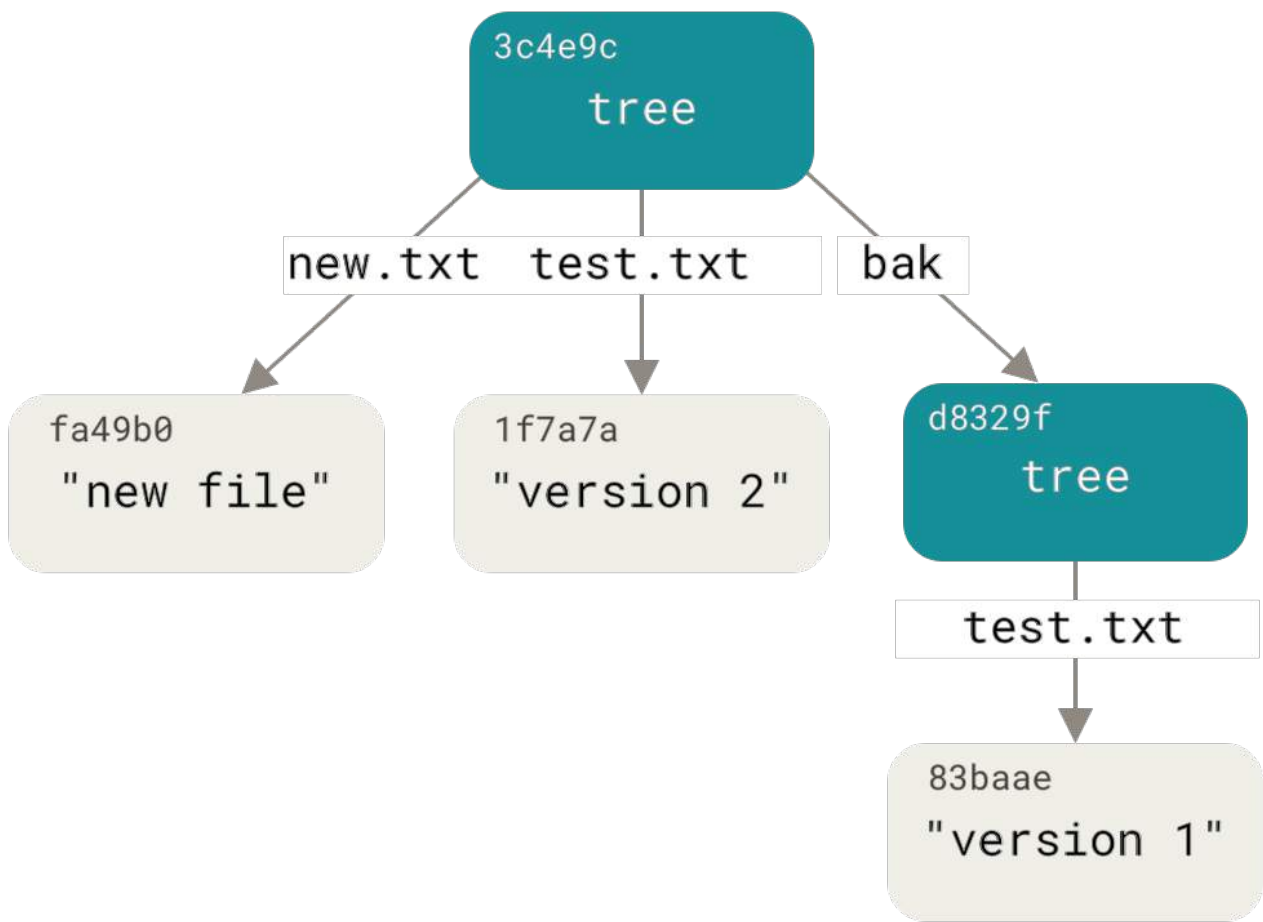 3c4e9c
tree
new.txt
test.txt
bak
fa49b0
"new file"
1f7a7a
"version 2"
d8329f
tree
test.txt
83baae
"version 1"